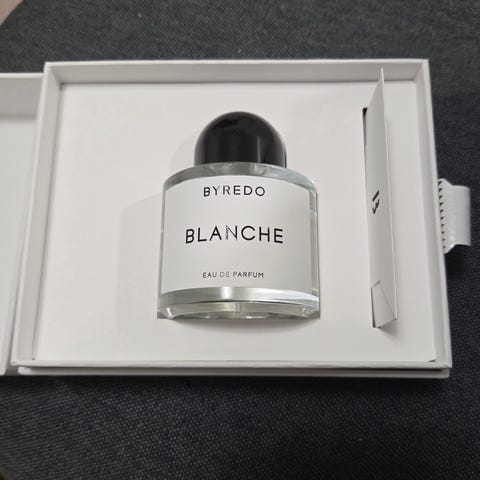 BYREDO
BLANCHE
EAU DE PARFUM